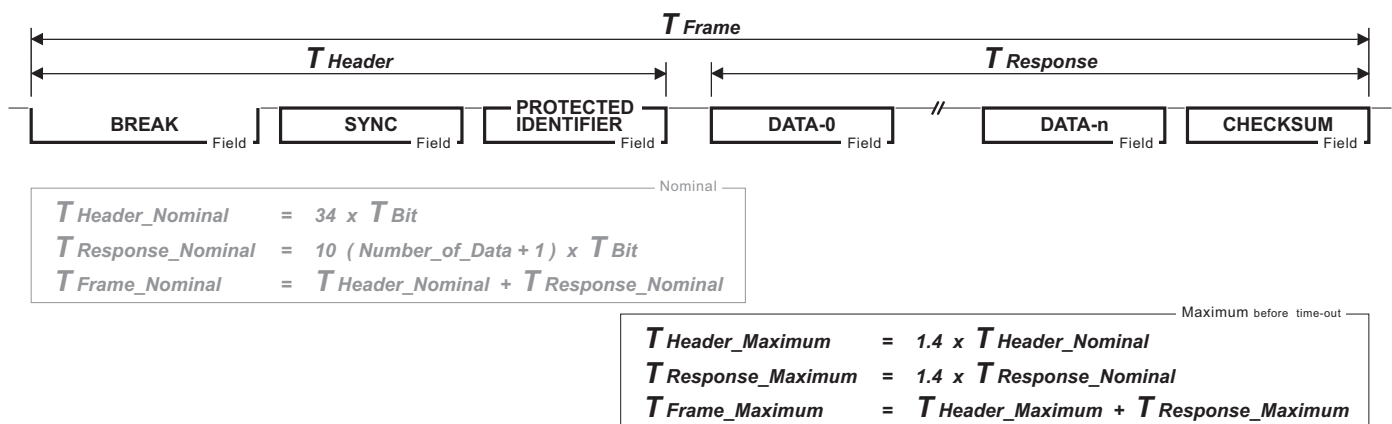 T Frame
T Header
T Response
BREAK
Field
SYNC
Field
PROTECTED
IDENTIFIER
Field
DATA-0
Field
//
DATA-n
Field
CHECKSUM
Field
Nominal
T Header_Nominal = 34 x T Bit
T Response_Nominal = 10 ( Number_of_Data + 1 ) x T Bit
T Frame_Nominal = T Header_Nominal + T Response_Nominal
Maximum before time-out
T Header_Maximum = 1.4 x T Header_Nominal
T Response_Maximum = 1.4 x T Response_Nominal
T Frame_Maximum = T Header_Maximum + T Response_Maximum